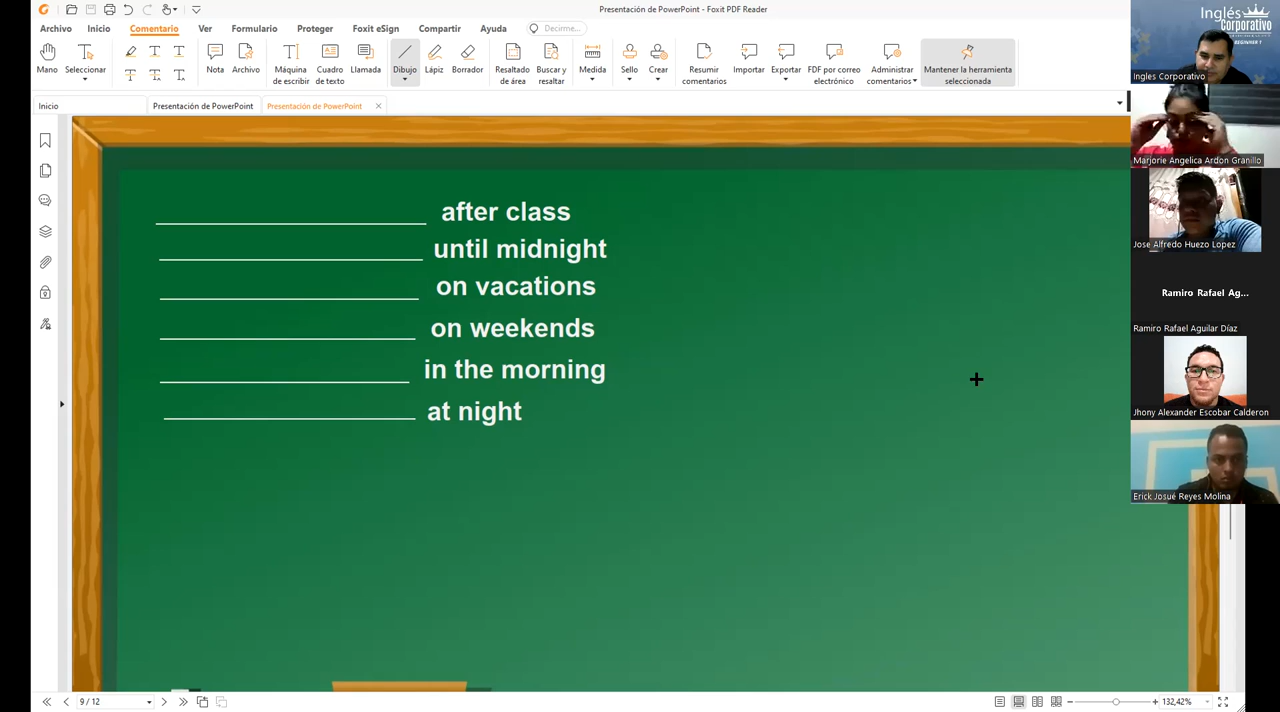 Presentación de PowerPoint - Foxit PDF Reader
Archivo Inicio Comentario Ver Formulario Proteger Foxit eSign Compartir Ayuda Decirme...
Mano Seleccionar Nota Archivo Máquina de escribir Cuadro de texto Llamada Dibujo Lápiz Borrador Resaltado de área Buscar y resaltar Medida Sello Crear Resumir comentarios Importar Exportar FDF por correo electrónico Administrar comentarios Mantener la herramienta seleccionada
Inicio Presentación de PowerPoint Presentación de PowerPoint
after class
until midnight
on vacations
on weekends
in the morning
at night
9 / 12
132,42%
Inglés
Corporativo
BEGINNER 1
Ingles Corporativo
Marjorie Angelica Ardon Granillo
Jose Alfredo Huezo Lopez
Ramiro Rafael Ag...
Ramiro Rafael Aguilar Díaz
Jhony Alexander Escobar Calderon
Erick Josué Reyes Molina